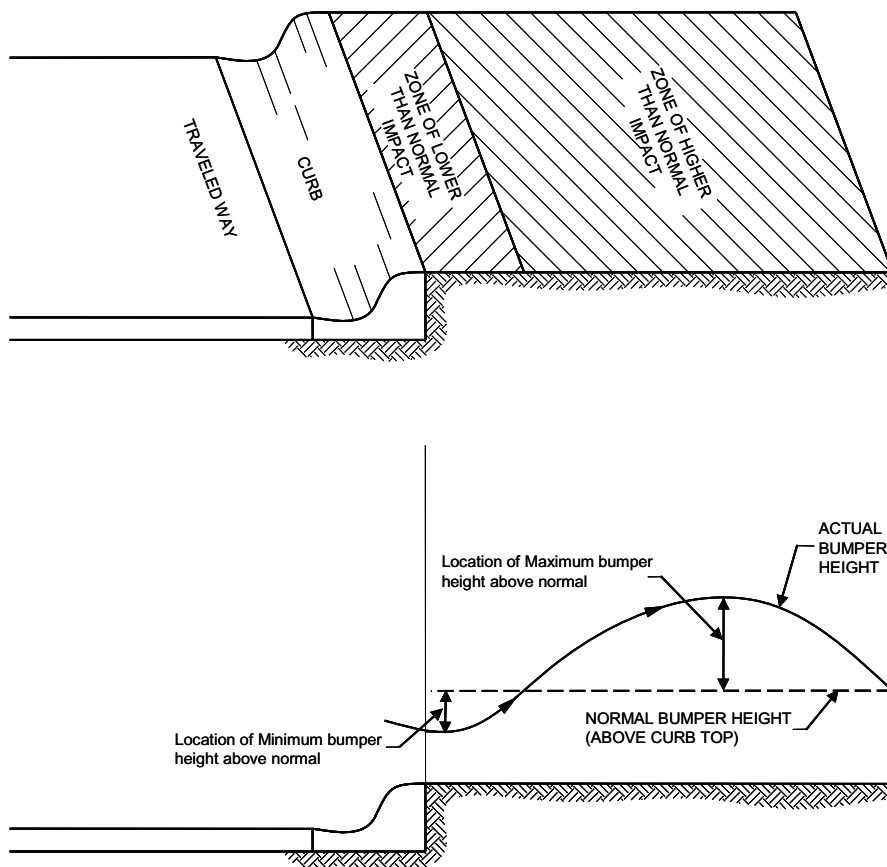 TRAVELED WAY
CURB
ZONE OF LOWER
THAN NORMAL
IMPACT
ZONE OF HIGHER
THAN NORMAL
IMPACT
ACTUAL
BUMPER
HEIGHT
Location of Maximum bumper
height above normal
NORMAL BUMPER HEIGHT
(ABOVE CURB TOP)
Location of Minimum bumper
height above normal